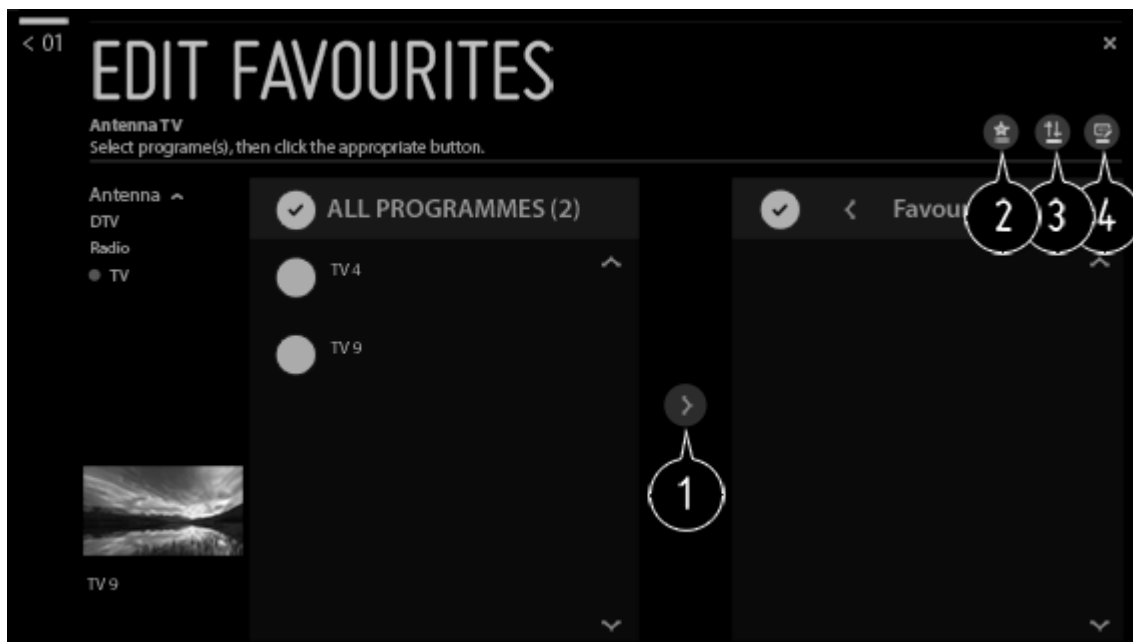 < 01
EDIT FAVOURITES
×
Antenna TV
Select programe(s), then click the appropriate button.
Antenna
DTV
Radio
TV
ALL PROGRAMMES (2)
TV 4
TV 9
Favour
2
3
4
1
TV 9